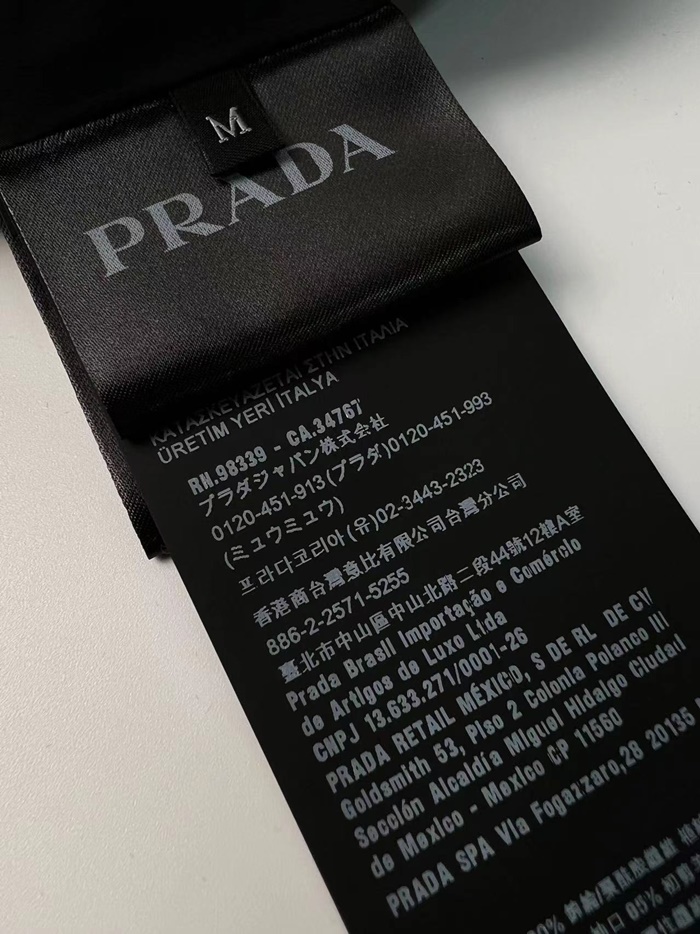 M
PRADA
ΚΑΤΑΣΚΕΥΑΖΕΤΑΙ ΣΤΗΝ ΙΤΑΛΙΑ
ÜRETİM YERİ İTALYA
RN.98339 - CA.34767
プラダジャパン株式会社
0120-451-913(プラダ)0120-451-993
(ミュウミュウ)
프라다코리아(유)02-3443-2323
香港商台灣發比有限公司台灣分公司
886-2-2571-5255
臺北市中山區中山北路二段44號12樓A室
Prada Brasil Importação e Comércio
de Artigos de Luxo Ltda
CNPJ 13.633.271/0001-26
PRADA RETAIL MÉXICO, S DE RL DE CV
Goldsmith 53, Piso 2 Colonia Polanco III
Sección Alcaldía Miguel Hidalgo Ciudad
de Mexico - Mexico CP 11560
PRADA SPA Via Fogazzaro,28 20135